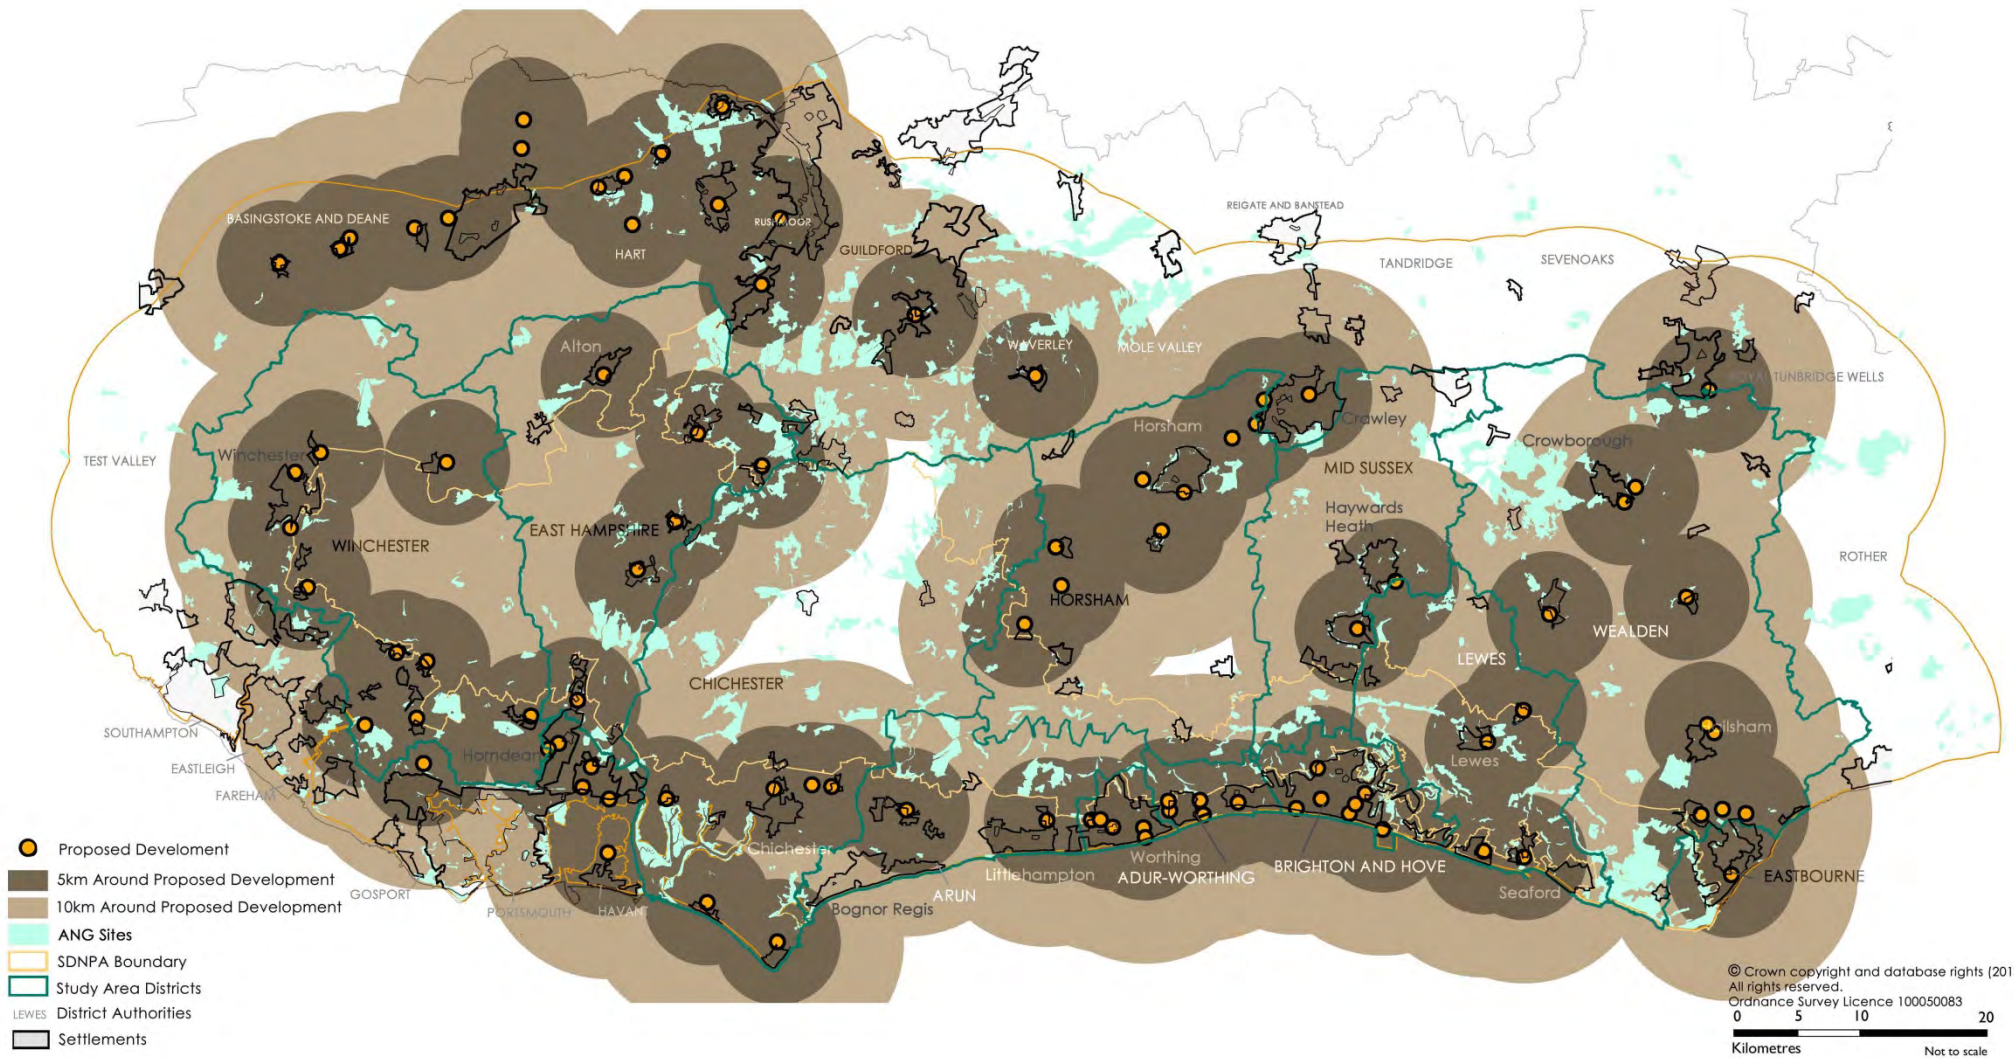 BASINGSTOKE AND DEANE
RUSHMOOR
REIGATE AND BANSTEAD
HART
GUILDFORD
TANDRIDGE
SEVENOAKS
Alton
WAVERLEY
MOLE VALLEY
ROYAL TUNBRIDGE WELLS
Horsham
Crawley
Crowborough
TEST VALLEY
Winchester
MID SUSSEX
Haywards
Heath
EAST HAMPSHIRE
WINCHESTER
ROTHER
HORSHAM
WEALDEN
LEWES
CHICHESTER
SOUTHAMPTON
Horndean
Lewes
ailsham
EASTLEIGH
FAREHAM
Chichester
Worthing
Littlehampton
ADUR-WORTHING
BRIGHTON AND HOVE
EASTBOURNE
GOSPORT
PORTSMOUTH
HAVANT
ARUN
Bognor Regis
Seaford
Proposed Develoment
5km Around Proposed Development
10km Around Proposed Development
ANG Sites
SDNPA Boundary
Study Area Districts
LEWES District Authorities
Settlements
© Crown copyright and database rights (201
All rights reserved.
Ordnance Survey Licence 100050083
0 5 10 20
Kilometres
Not to scale